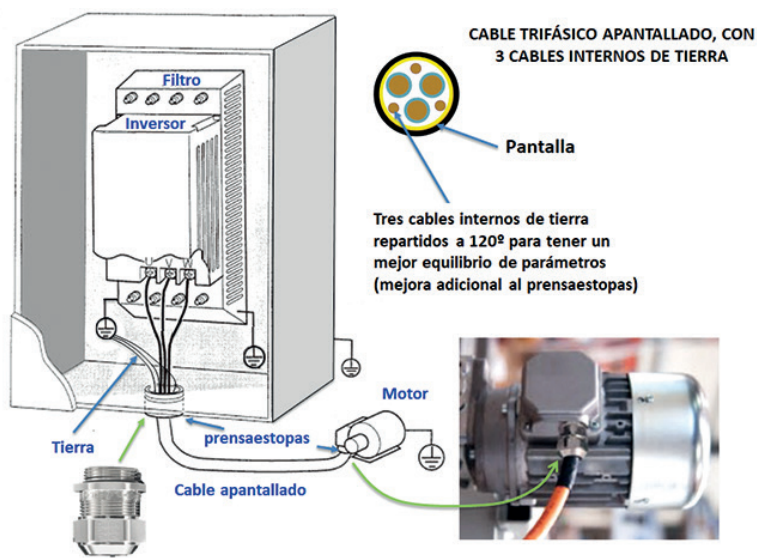 CABLE TRIFÁSICO APANTALLADO, CON
3 CABLES INTERNOS DE TIERRA
Filtro
Inversor
Pantalla
Tres cables internos de tierra
repartidos a 120º para tener un
mejor equilibrio de parámetros
(mejora adicional al prensaestopas)
U V W
Motor
Tierra
prensaestopas
Cable apantallado